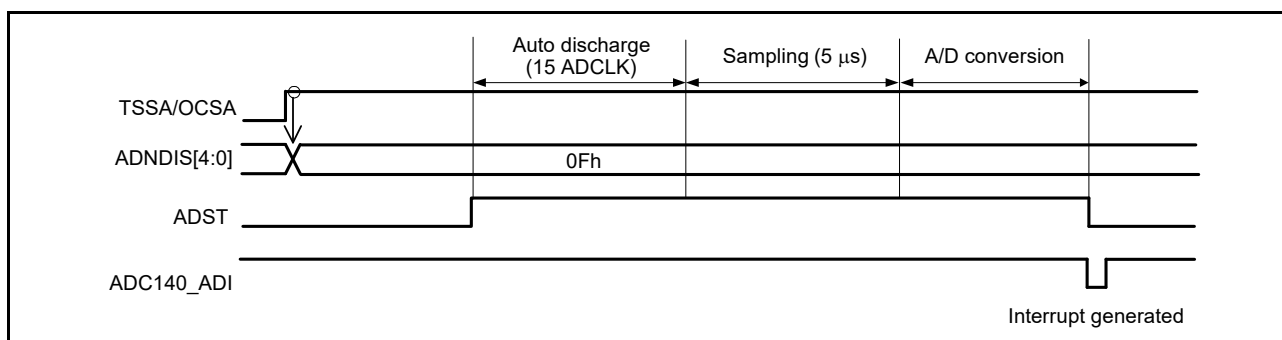 Auto discharge
(15 ADCLK)
Sampling (5 μs)
A/D conversion
TSSA/OCSA
ADNDIS[4:0]
0Fh
ADST
ADC140_ADI
Interrupt generated